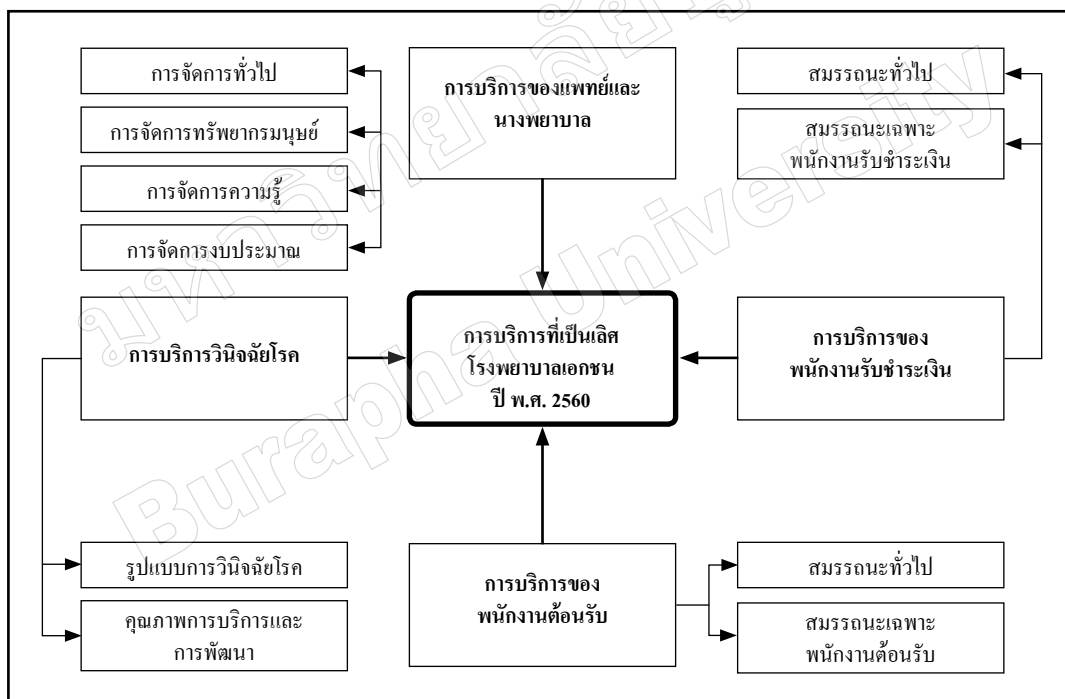 การจัดการทั่วไป
การจัดการทรัพยากรมนุษย์
การจัดการความรู้
การจัดการงบประมาณ
การบริการของแพทย์และ
นางพยาบาล
สมรรถนะทั่วไป
สมรรถนะเฉพาะ
พนักงานรับชำระเงิน
การบริการวินิจฉัยโรค
การบริการที่เป็นเลิศ
โรงพยาบาลเอกชน
ปี พ.ศ. 2560
การบริการของ
พนักงานรับชำระเงิน
รูปแบบการวินิจฉัยโรค
คุณภาพการบริการและ
การพัฒนา
การบริการของ
พนักงานต้อนรับ
สมรรถนะทั่วไป
สมรรถนะเฉพาะ
พนักงานต้อนรับ
มหาวิทยาลัยบูรพา
Burapha University